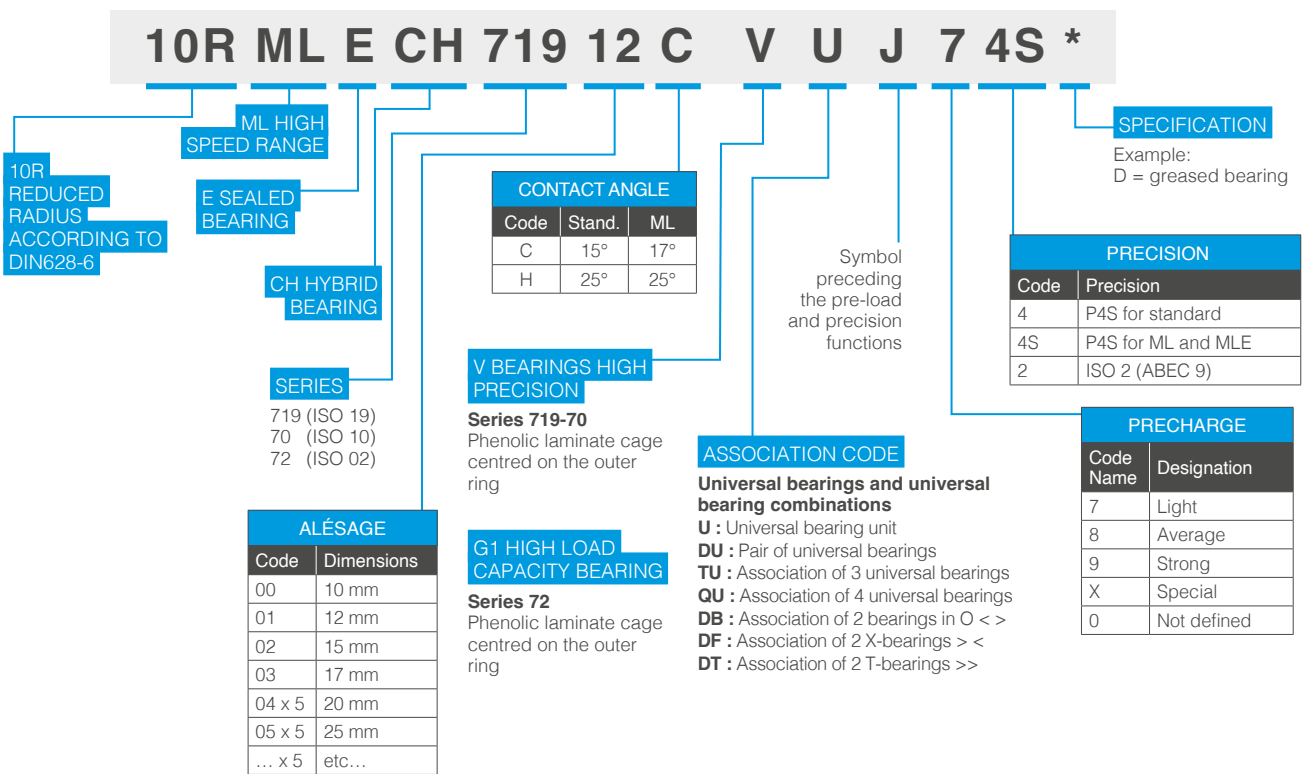 10R ML E CH 719 12 C V U J 7 4S *
10R
REDUCED
RADIUS
ACCORDING TO
DIN628-6
ML HIGH
SPEED RANGE
E SEALED
BEARING
CH HYBRID
BEARING
SERIES
719 (ISO 19)
70 (ISO 10)
72 (ISO 02)
ALÉSAGE
Code Dimensions
00 10 mm
01 12 mm
02 15 mm
03 17 mm
04 x 5 20 mm
05 x 5 25 mm
... x 5 etc...
CONTACT ANGLE
Code Stand. ML
C 15° 17°
H 25° 25°
V BEARINGS HIGH
PRECISION
Series 719-70
Phenolic laminate cage
centred on the outer
ring
G1 HIGH LOAD
CAPACITY BEARING
Series 72
Phenolic laminate cage
centred on the outer
ring
ASSOCIATION CODE
Universal bearings and universal
bearing combinations
U : Universal bearing unit
DU : Pair of universal bearings
TU : Association of 3 universal bearings
QU : Association of 4 universal bearings
DB : Association of 2 bearings in O < >
DF : Association of 2 X-bearings > <
DT : Association of 2 T-bearings >>
Symbol
preceding
the pre-load
and precision
functions
SPECIFICATION
Example:
D = greased bearing
PRECISION
Code Precision
4 P4S for standard
4S P4S for ML and MLE
2 ISO 2 (ABEC 9)
PRECHARGE
Code
Name Designation
7 Light
8 Average
9 Strong
X Special
0 Not defined